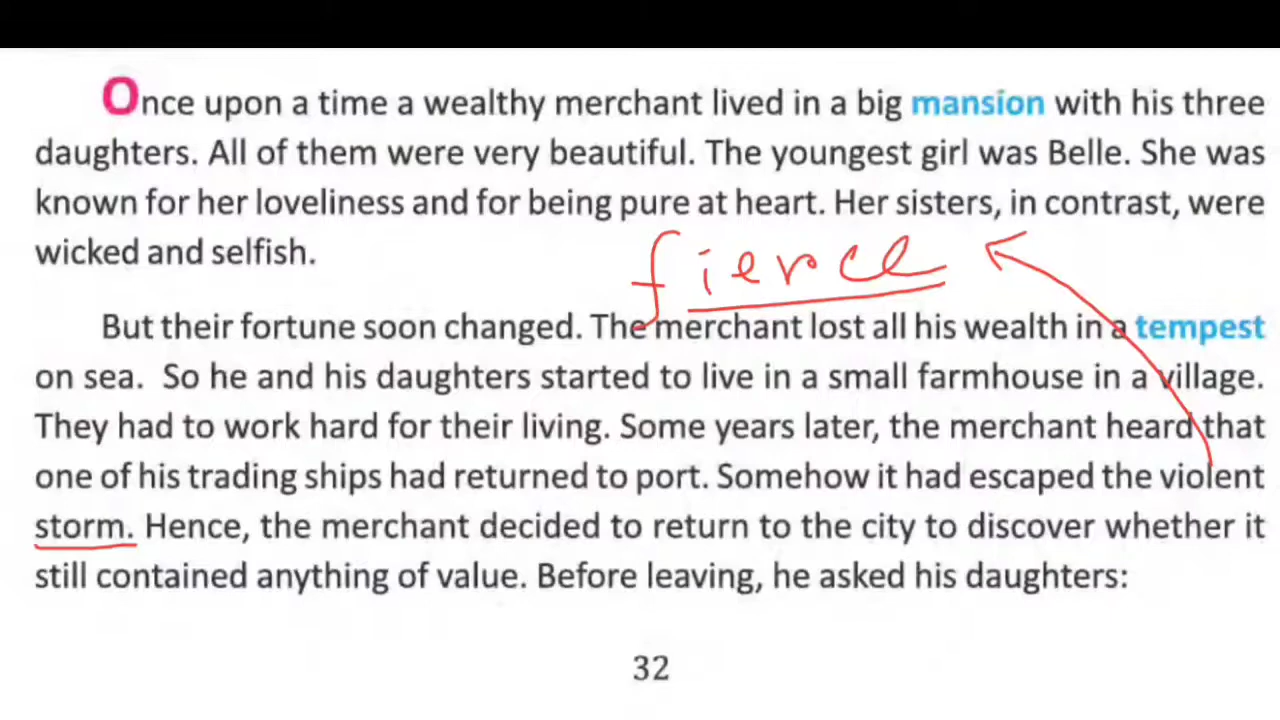 Once upon a time a wealthy merchant lived in a big mansion with his three
daughters. All of them were very beautiful. The youngest girl was Belle. She was
known for her loveliness and for being pure at heart. Her sisters, in contrast, were
wicked and selfish.
fierce
But their fortune soon changed. The merchant lost all his wealth in a tempest
on sea. So he and his daughters started to live in a small farmhouse in a village.
They had to work hard for their living. Some years later, the merchant heard that
one of his trading ships had returned to port. Somehow it had escaped the violent
storm. Hence, the merchant decided to return to the city to discover whether it
still contained anything of value. Before leaving, he asked his daughters:
32